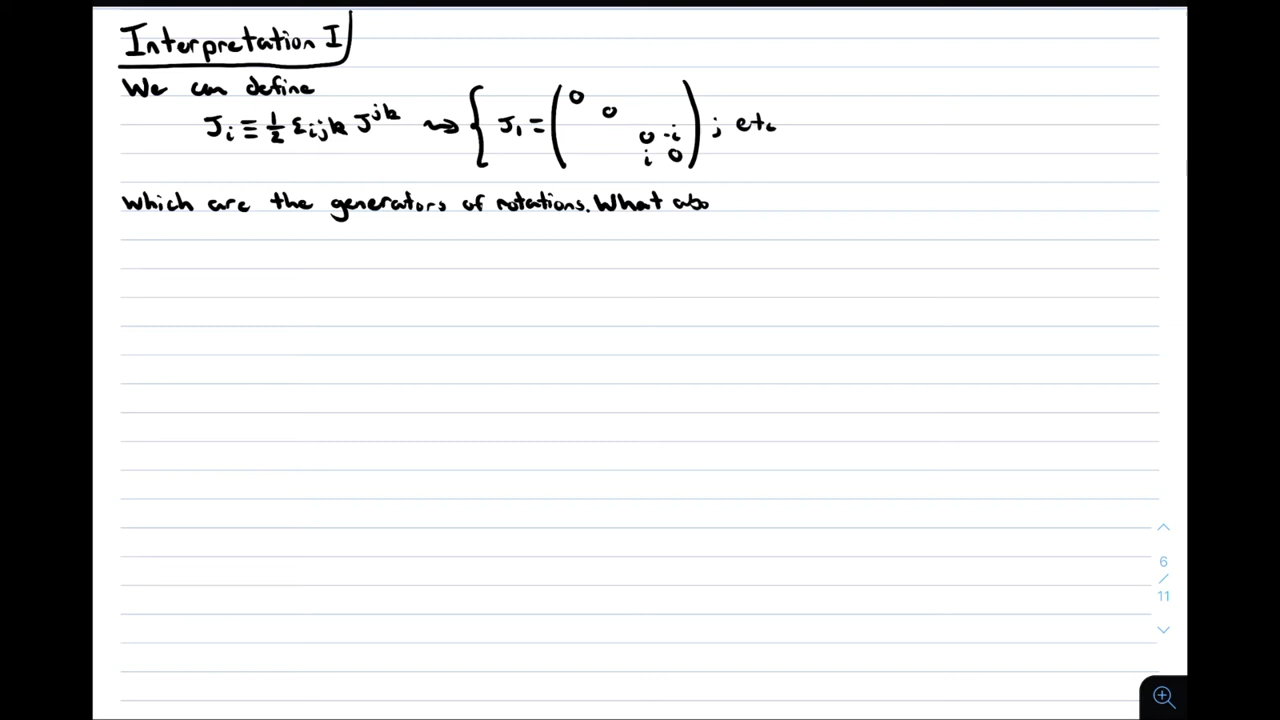 Interpretation I
We can define
J_i ≡ ½ ε_ijk J^jk ⇝ { J_1 = ( 0 0 0 -i i 0 ) ; etc
which are the generators of rotations. What abo
6
/
11